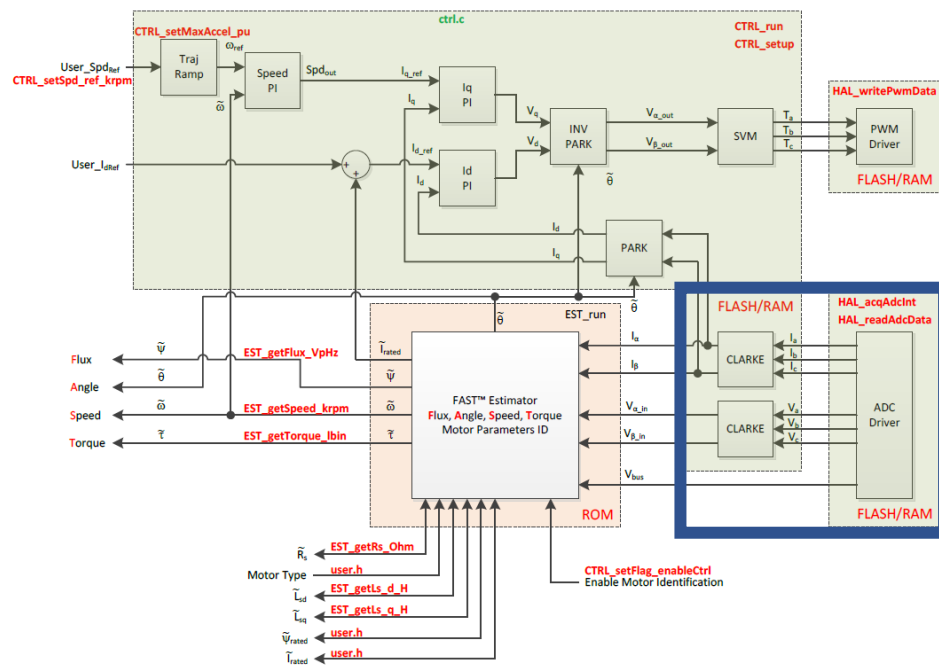 ctrl.c
CTRL_setMaxAccel_pu
CTRL_run
CTRL_setup
User_SpdRef
CTRL_setSpd_ref_krpm
Traj
Ramp
ωref
Speed
PI
Spdout
ω̃
Iq_ref
Iq
Iq
PI
Vq
User_IdRef
+
+
Id_ref
Id
Id
PI
Vd
INV
PARK
θ̃
Vα_out
Vβ_out
SVM
Ta
Tb
Tc
HAL_writePwmData
PWM
Driver
FLASH/RAM
Id
Iq
PARK
θ̃
θ̃
EST_run
FLASH/RAM
HAL_acqAdcInt
HAL_readAdcData
Iα
Iβ
CLARKE
Ia
Ib
Ic
Vα_in
Vβ_in
CLARKE
Va
Vb
Vc
ADC
Driver
Vbus
FLASH/RAM
Flux
ψ̃
EST_getFlux_VpHz
Ĩrated
ψ̃
Angle
θ̃
Speed
ω̃
EST_getSpeed_krpm
ω̃
Torque
τ̃
EST_getTorque_lbin
τ̃
FAST™ Estimator
Flux, Angle, Speed, Torque
Motor Parameters ID
ROM
R̃s
EST_getRs_Ohm
Motor Type
user.h
L̃sd
EST_getLs_d_H
L̃sq
EST_getLs_q_H
ψ̃rated
user.h
Ĩrated
user.h
CTRL_setFlag_enableCtrl
Enable Motor Identification